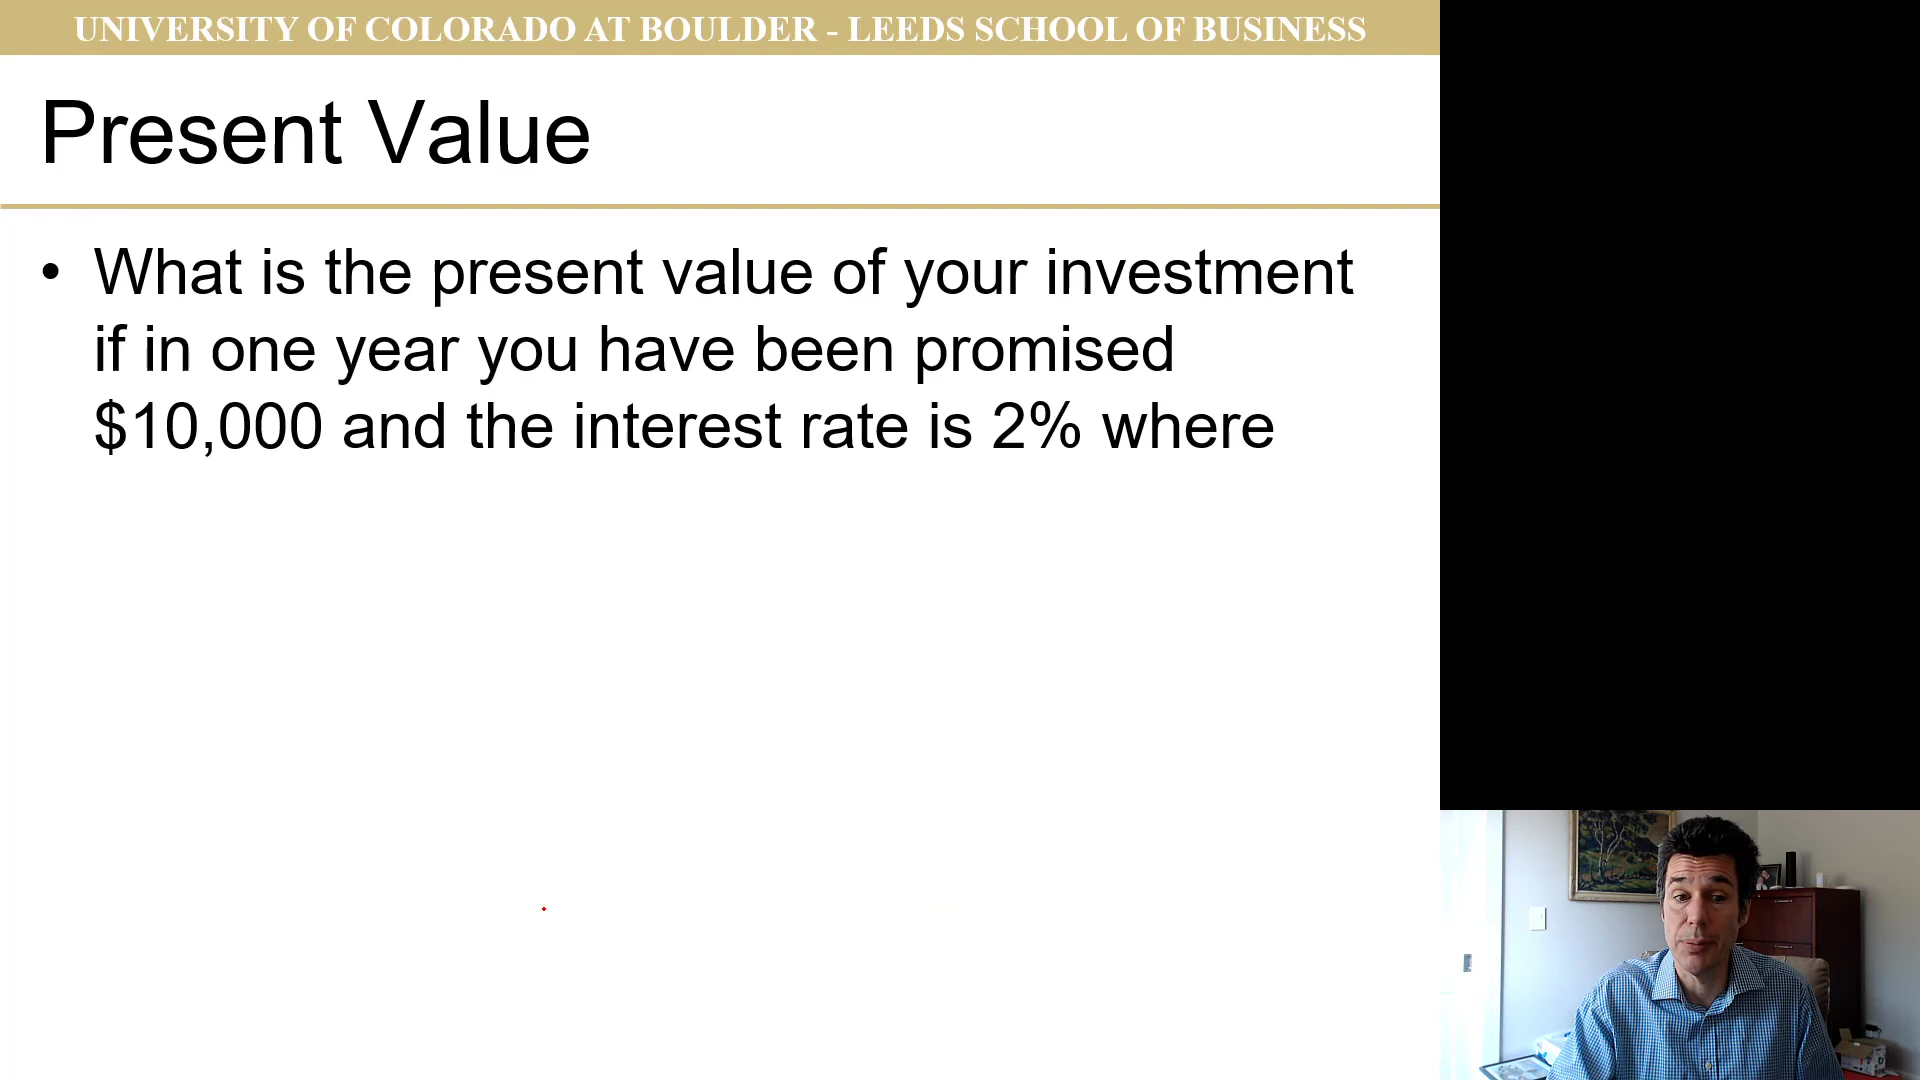 UNIVERSITY OF COLORADO AT BOULDER - LEEDS SCHOOL OF BUSINESS
Present Value
• What is the present value of your investment
if in one year you have been promised
$10,000 and the interest rate is 2% where